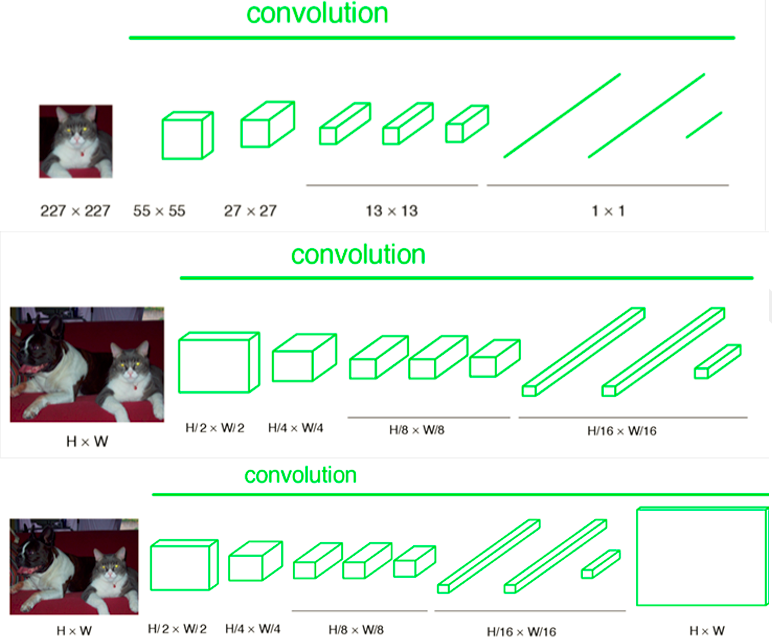 convolution
227 × 227 55 × 55 27 × 27 13 × 13 1 × 1
convolution
H × W H/2 × W/2 H/4 × W/4 H/8 × W/8 H/16 × W/16
convolution
H × W H/2 × W/2 H/4 × W/4 H/8 × W/8 H/16 × W/16 H × W